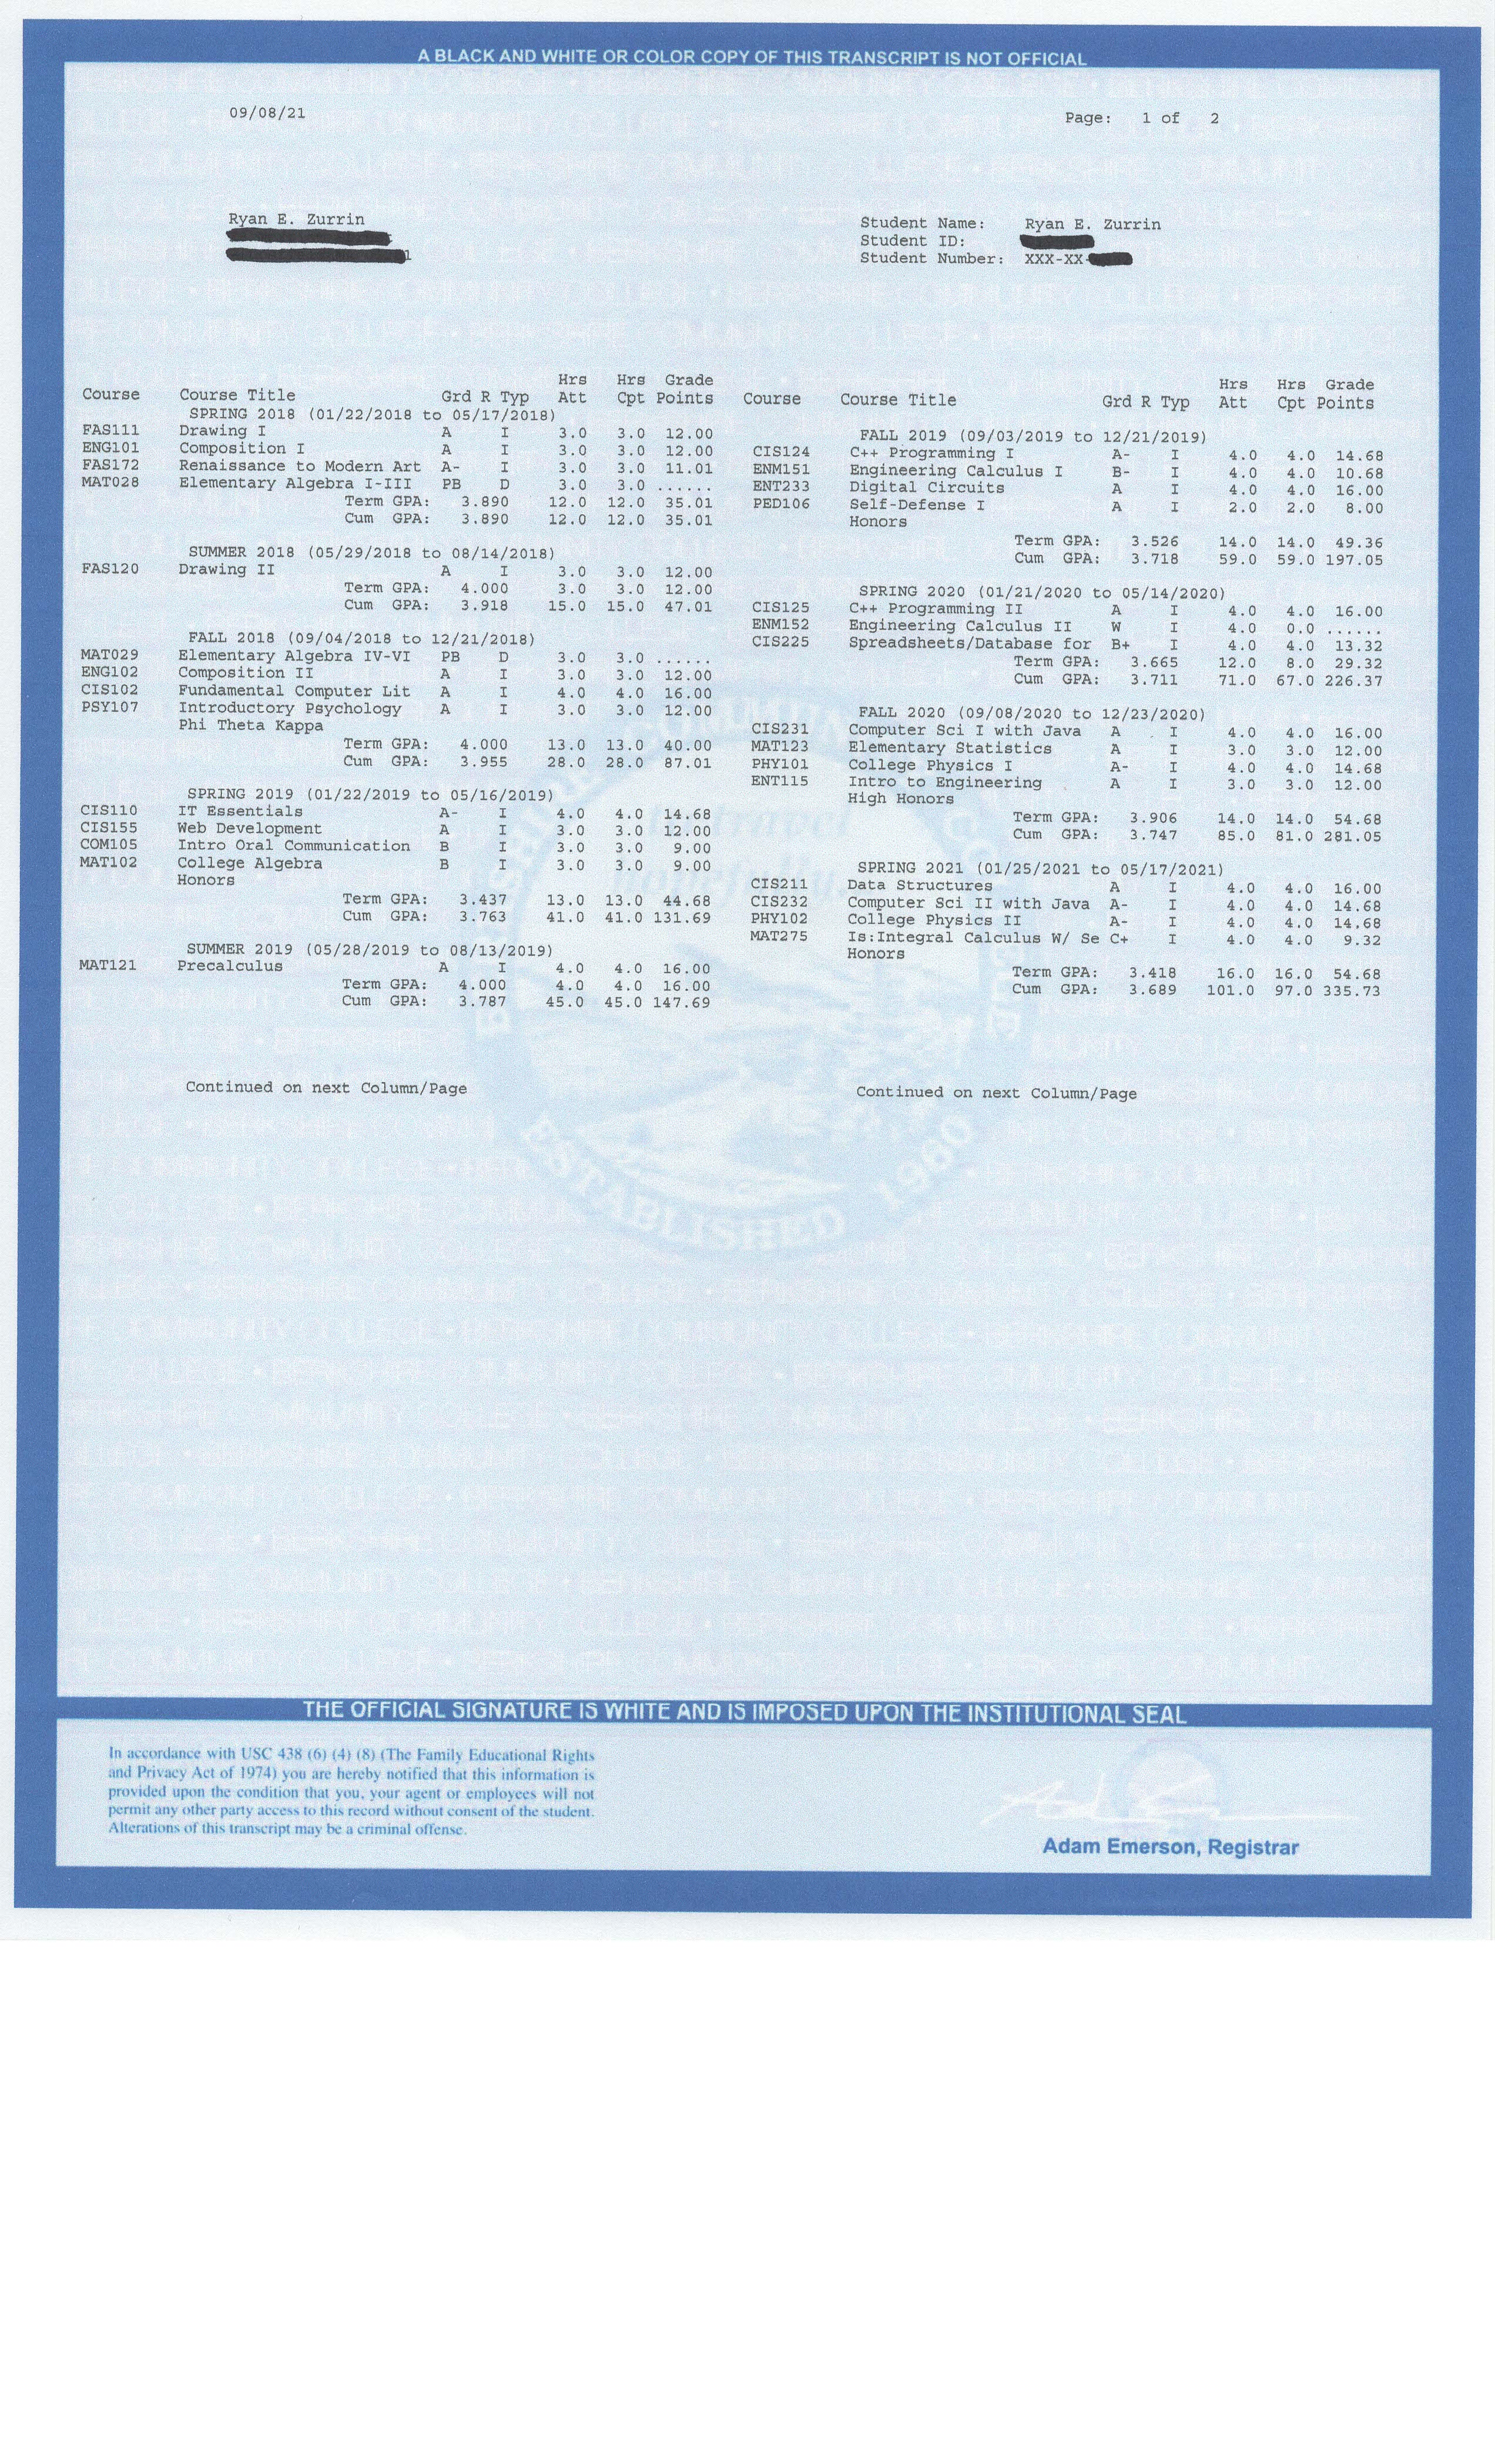 A BLACK AND WHITE OR COLOR COPY OF THIS TRANSCRIPT IS NOT OFFICIAL
09/08/21
Page: 1 of 2
Ryan E. Zurrin
Student Name: Ryan E. Zurrin
Student ID:
Student Number: XXX-XX-
Course Course Title Grd R Typ Hrs Att Hrs Cpt Grade Points
SPRING 2018 (01/22/2018 to 05/17/2018)
FAS111 Drawing I A I 3.0 3.0 12.00
ENG101 Composition I A I 3.0 3.0 12.00
FAS172 Renaissance to Modern Art A- I 3.0 3.0 11.01
MAT028 Elementary Algebra I-III PB D 3.0 3.0 ......
Term GPA: 3.890 12.0 12.0 35.01
Cum GPA: 3.890 12.0 12.0 35.01
SUMMER 2018 (05/29/2018 to 08/14/2018)
FAS120 Drawing II A I 3.0 3.0 12.00
Term GPA: 4.000 3.0 3.0 12.00
Cum GPA: 3.918 15.0 15.0 47.01
FALL 2018 (09/04/2018 to 12/21/2018)
MAT029 Elementary Algebra IV-VI PB D 3.0 3.0 ......
ENG102 Composition II A I 3.0 3.0 12.00
CIS102 Fundamental Computer Lit A I 4.0 4.0 16.00
PSY107 Introductory Psychology A I 3.0 3.0 12.00
Phi Theta Kappa
Term GPA: 4.000 13.0 13.0 40.00
Cum GPA: 3.955 28.0 28.0 87.01
SPRING 2019 (01/22/2019 to 05/16/2019)
CIS110 IT Essentials A- I 4.0 4.0 14.68
CIS155 Web Development A I 3.0 3.0 12.00
COM105 Intro Oral Communication B I 3.0 3.0 9.00
MAT102 College Algebra B I 3.0 3.0 9.00
Honors
Term GPA: 3.437 13.0 13.0 44.68
Cum GPA: 3.763 41.0 41.0 131.69
SUMMER 2019 (05/28/2019 to 08/13/2019)
MAT121 Precalculus A I 4.0 4.0 16.00
Term GPA: 4.000 4.0 4.0 16.00
Cum GPA: 3.787 45.0 45.0 147.69
Continued on next Column/Page
Course Course Title Grd R Typ Hrs Att Hrs Cpt Grade Points
FALL 2019 (09/03/2019 to 12/21/2019)
CIS124 C++ Programming I A- I 4.0 4.0 14.68
ENM151 Engineering Calculus I B- I 4.0 4.0 10.68
ENT233 Digital Circuits A I 4.0 4.0 16.00
PED106 Self-Defense I A I 2.0 2.0 8.00
Honors
Term GPA: 3.526 14.0 14.0 49.36
Cum GPA: 3.718 59.0 59.0 197.05
SPRING 2020 (01/21/2020 to 05/14/2020)
CIS125 C++ Programming II A I 4.0 4.0 16.00
ENM152 Engineering Calculus II W I 4.0 0.0 ......
CIS225 Spreadsheets/Database for B+ I 4.0 4.0 13.32
Term GPA: 3.665 12.0 8.0 29.32
Cum GPA: 3.711 71.0 67.0 226.37
FALL 2020 (09/08/2020 to 12/23/2020)
CIS231 Computer Sci I with Java A I 4.0 4.0 16.00
MAT123 Elementary Statistics A I 3.0 3.0 12.00
PHY101 College Physics I A- I 4.0 4.0 14.68
ENT115 Intro to Engineering A I 3.0 3.0 12.00
High Honors
Term GPA: 3.906 14.0 14.0 54.68
Cum GPA: 3.747 85.0 81.0 281.05
SPRING 2021 (01/25/2021 to 05/17/2021)
CIS211 Data Structures A I 4.0 4.0 16.00
CIS232 Computer Sci II with Java A- I 4.0 4.0 14.68
PHY102 College Physics II A- I 4.0 4.0 14.68
MAT275 Is:Integral Calculus W/ Se C+ I 4.0 4.0 9.32
Honors
Term GPA: 3.418 16.0 16.0 54.68
Cum GPA: 3.689 101.0 97.0 335.73
Continued on next Column/Page
ESTABLISHED 1960
THE OFFICIAL SIGNATURE IS WHITE AND IS IMPOSED UPON THE INSTITUTIONAL SEAL
In accordance with USC 438 (6) (4) (8) (The Family Educational Rights
and Privacy Act of 1974) you are hereby notified that this information is
provided upon the condition that you, your agent or employees will not
permit any other party access to this record without consent of the student.
Alterations of this transcript may be a criminal offense.
Adam Emerson, Registrar